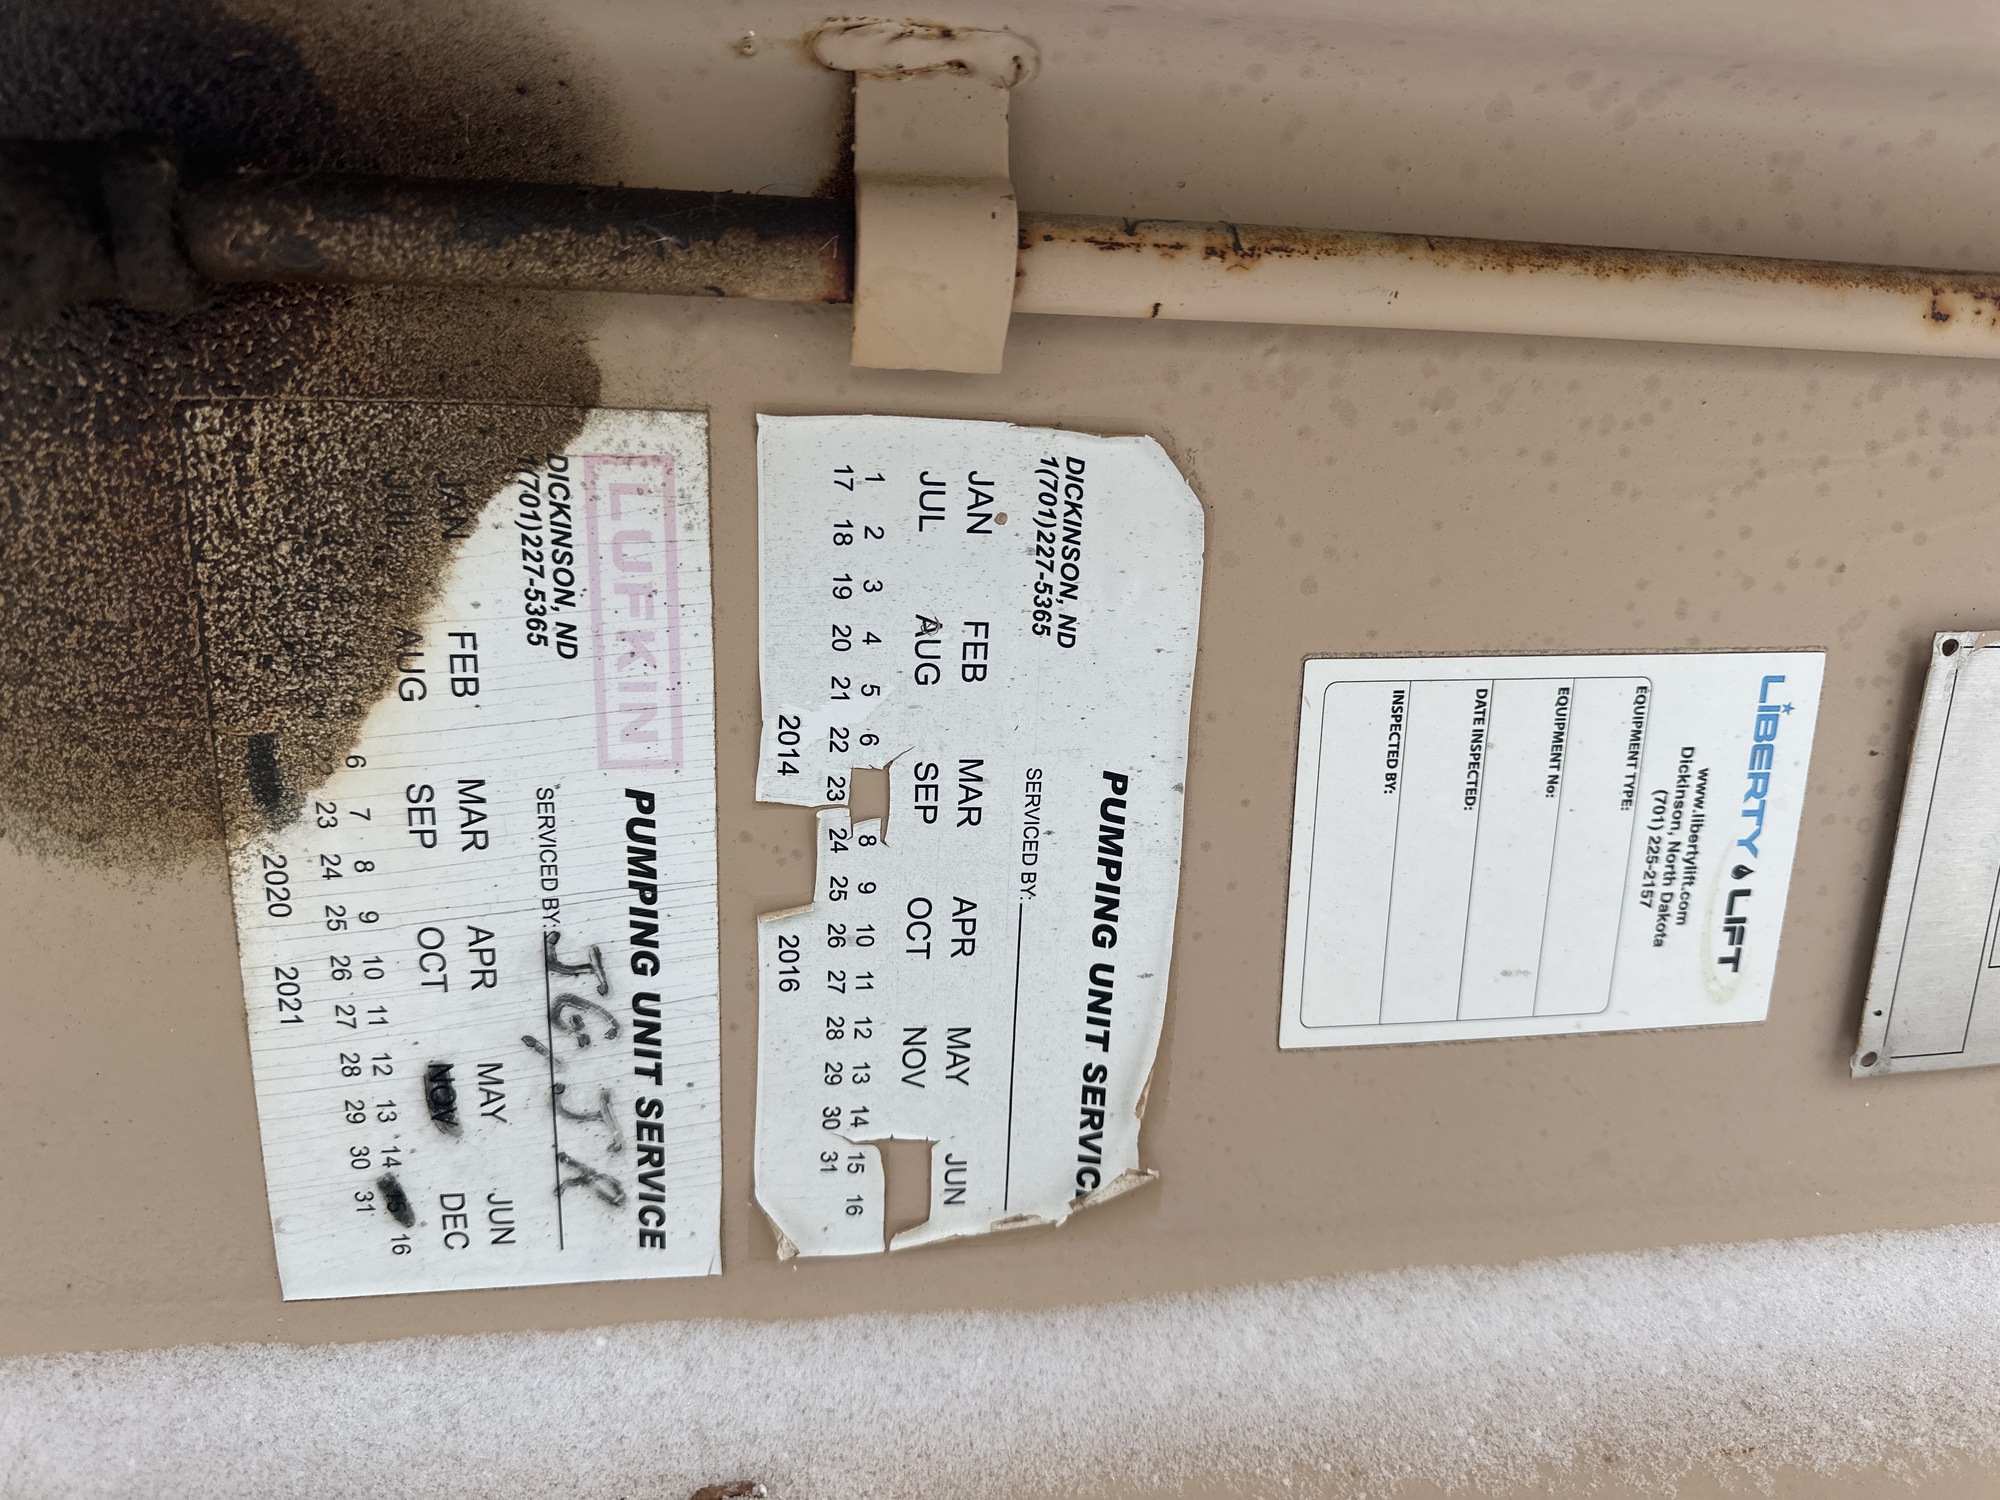 LIBERTY LIFT
www.libertylift.com
Dickinson, North Dakota
(701) 225-2157
EQUIPMENT TYPE:
EQUIPMENT No:
DATE INSPECTED:
INSPECTED BY:
PUMPING UNIT SERVIC
DICKINSON, ND
1(701)227-5365
SERVICED BY:
JAN FEB MAR APR MAY JUN
JUL AUG SEP OCT NOV
1 2 3 4 5 6 8 9 10 11 12 13 14 15 16
17 18 19 20 21 22 23 24 25 26 27 28 29 30 31
2014 2016
LUFKIN
PUMPING UNIT SERVICE
DICKINSON, ND
1(701)227-5365
SERVICED BY: JG. JR
JAN FEB MAR APR MAY JUN
JUL AUG SEP OCT NOV DEC
6 7 8 9 10 11 12 13 14 15 16
23 24 25 26 27 28 29 30 31
2020 2021